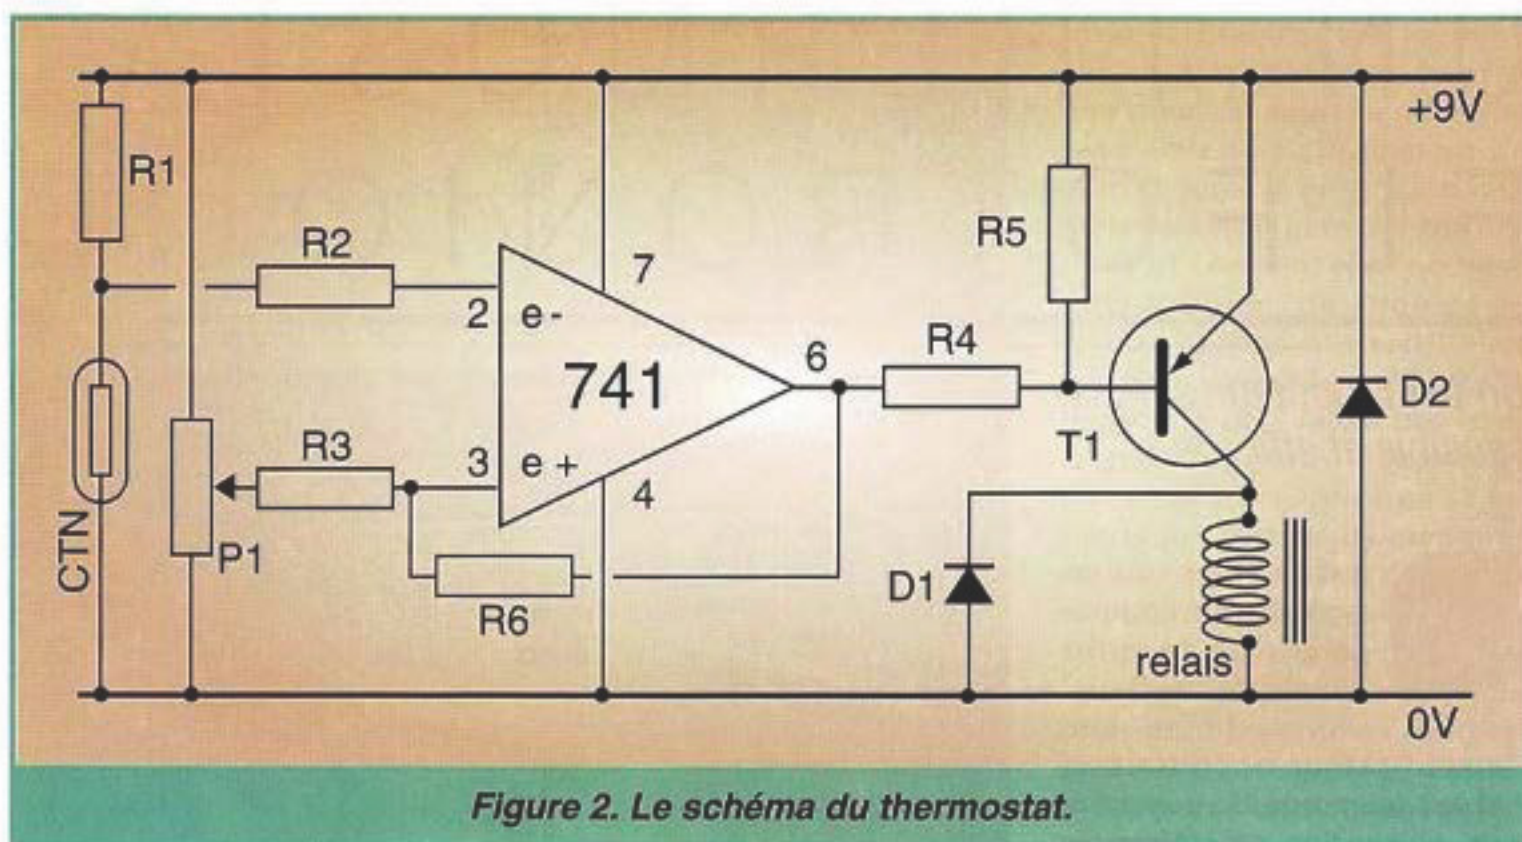 +9V
R1
R2
R5
7
2
e-
741
6
R4
D2
T1
R3
3
e+
4
P1
CTN
R6
D1
relais
0V
Figure 2. Le schéma du thermostat.